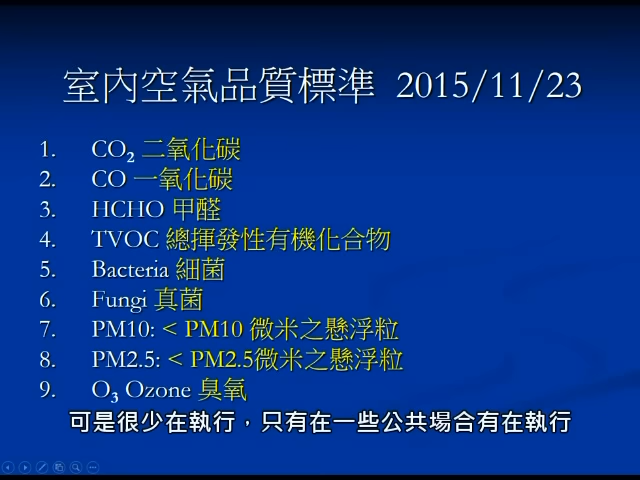 室內空氣品質標準 2015/11/23
1. CO₂ 二氧化碳
2. CO 一氧化碳
3. HCHO 甲醛
4. TVOC 總揮發性有機化合物
5. Bacteria 細菌
6. Fungi 真菌
7. PM10: < PM10 微米之懸浮粒
8. PM2.5: < PM2.5微米之懸浮粒
9. O₃ Ozone 臭氧
可是很少在執行，只有在一些公共場合有在執行